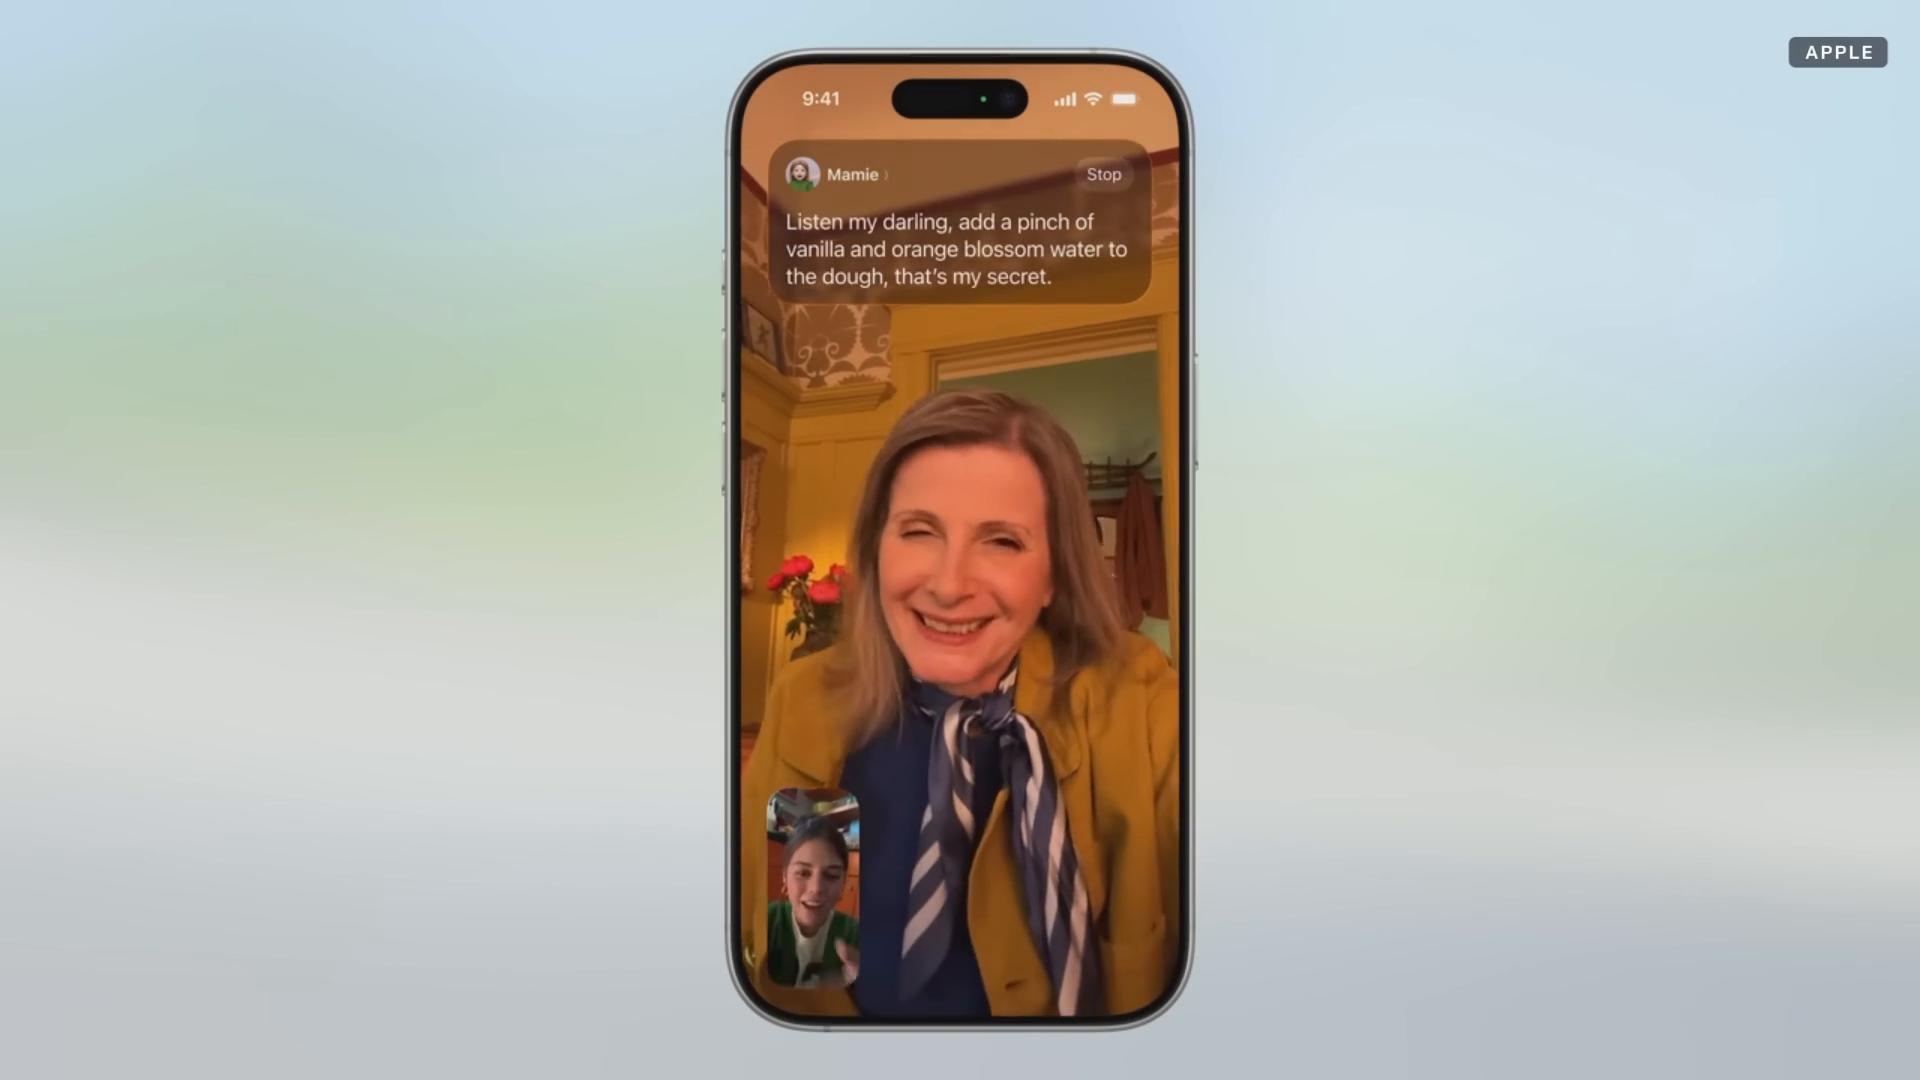 APPLE
9:41
Mamie
Stop
Listen my darling, add a pinch of
vanilla and orange blossom water to
the dough, that's my secret.